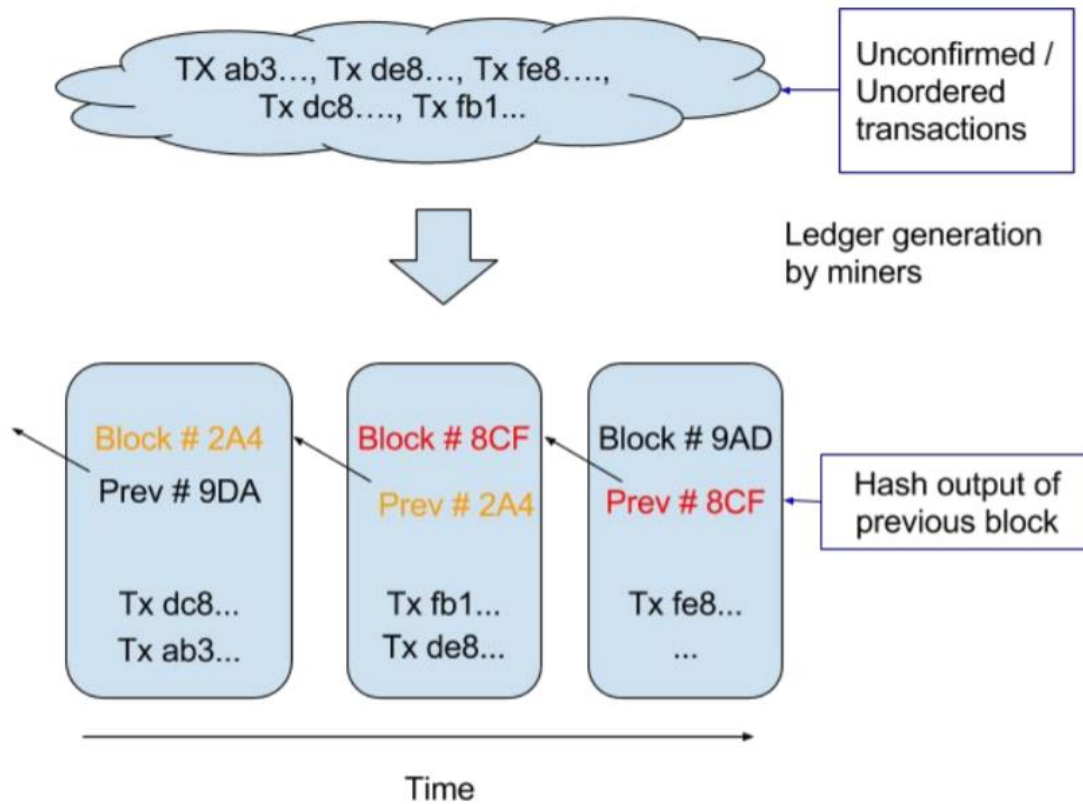 TX ab3..., Tx de8..., Tx fe8....,
Tx dc8...., Tx fb1...
Unconfirmed /
Unordered
transactions
Ledger generation
by miners
Block # 2A4
Prev # 9DA
Tx dc8...
Tx ab3...
Block # 8CF
Prev # 2A4
Tx fb1...
Tx de8...
Block # 9AD
Prev # 8CF
Tx fe8...
...
Hash output of
previous block
Time